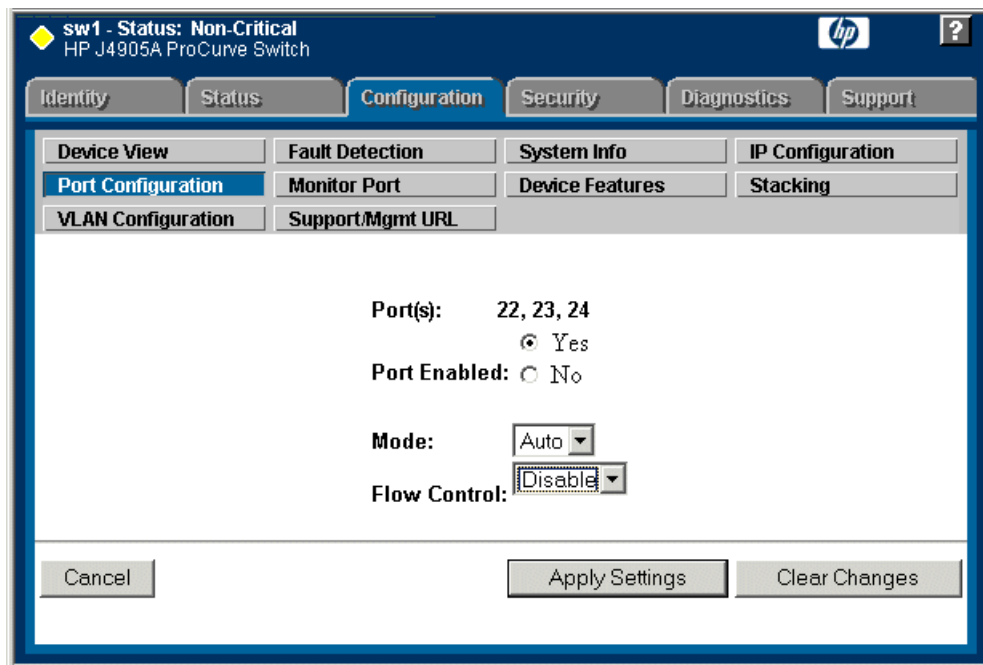 sw1 - Status: Non-Critical
HP J4905A ProCurve Switch
hp
?
Identity Status Configuration Security Diagnostics Support
Device View Fault Detection System Info IP Configuration
Port Configuration Monitor Port Device Features Stacking
VLAN Configuration Support/Mgmt URL
Port(s): 22, 23, 24
Yes
Port Enabled: No
Mode: Auto
Flow Control: Disable
Cancel Apply Settings Clear Changes